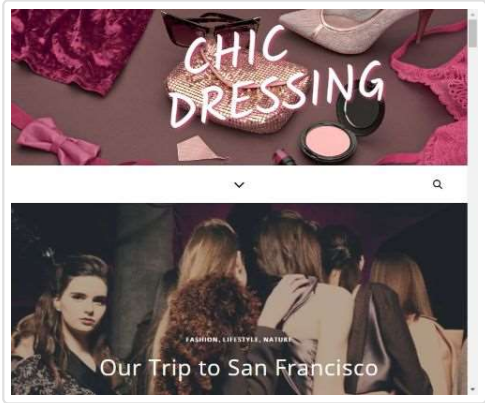 CHIC
DRESSING
FASHION, LIFESTYLE, NATURE
Our Trip to San Francisco